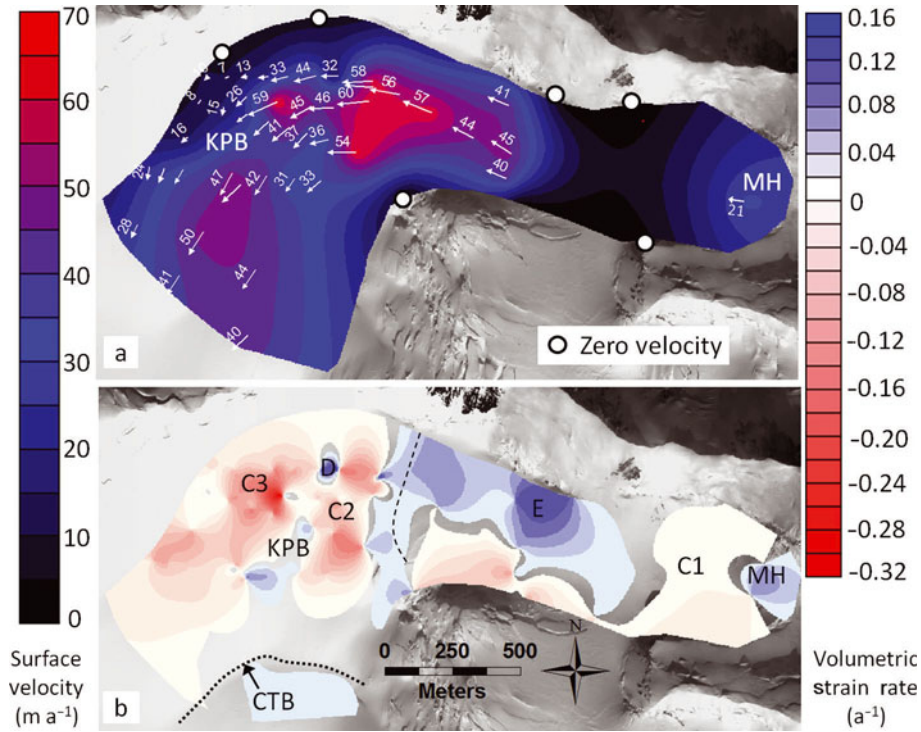 70
60
50
40
30
20
10
0
Surface
velocity
(m a⁻¹)
7
13
33
44
32
58
56
57
41
8
15
26
59
45
46
60
44
45
40
16
KPB
41
37
36
54
24
47
42
31
33
28
50
41
44
40
MH
21
a
Zero velocity
D
C3
C2
KPB
E
C1
MH
CTB
N
0
250
500
Meters
b
0.16
0.12
0.08
0.04
0
-0.04
-0.08
-0.12
-0.16
-0.20
-0.24
-0.28
-0.32
Volumetric
strain rate
(a⁻¹)